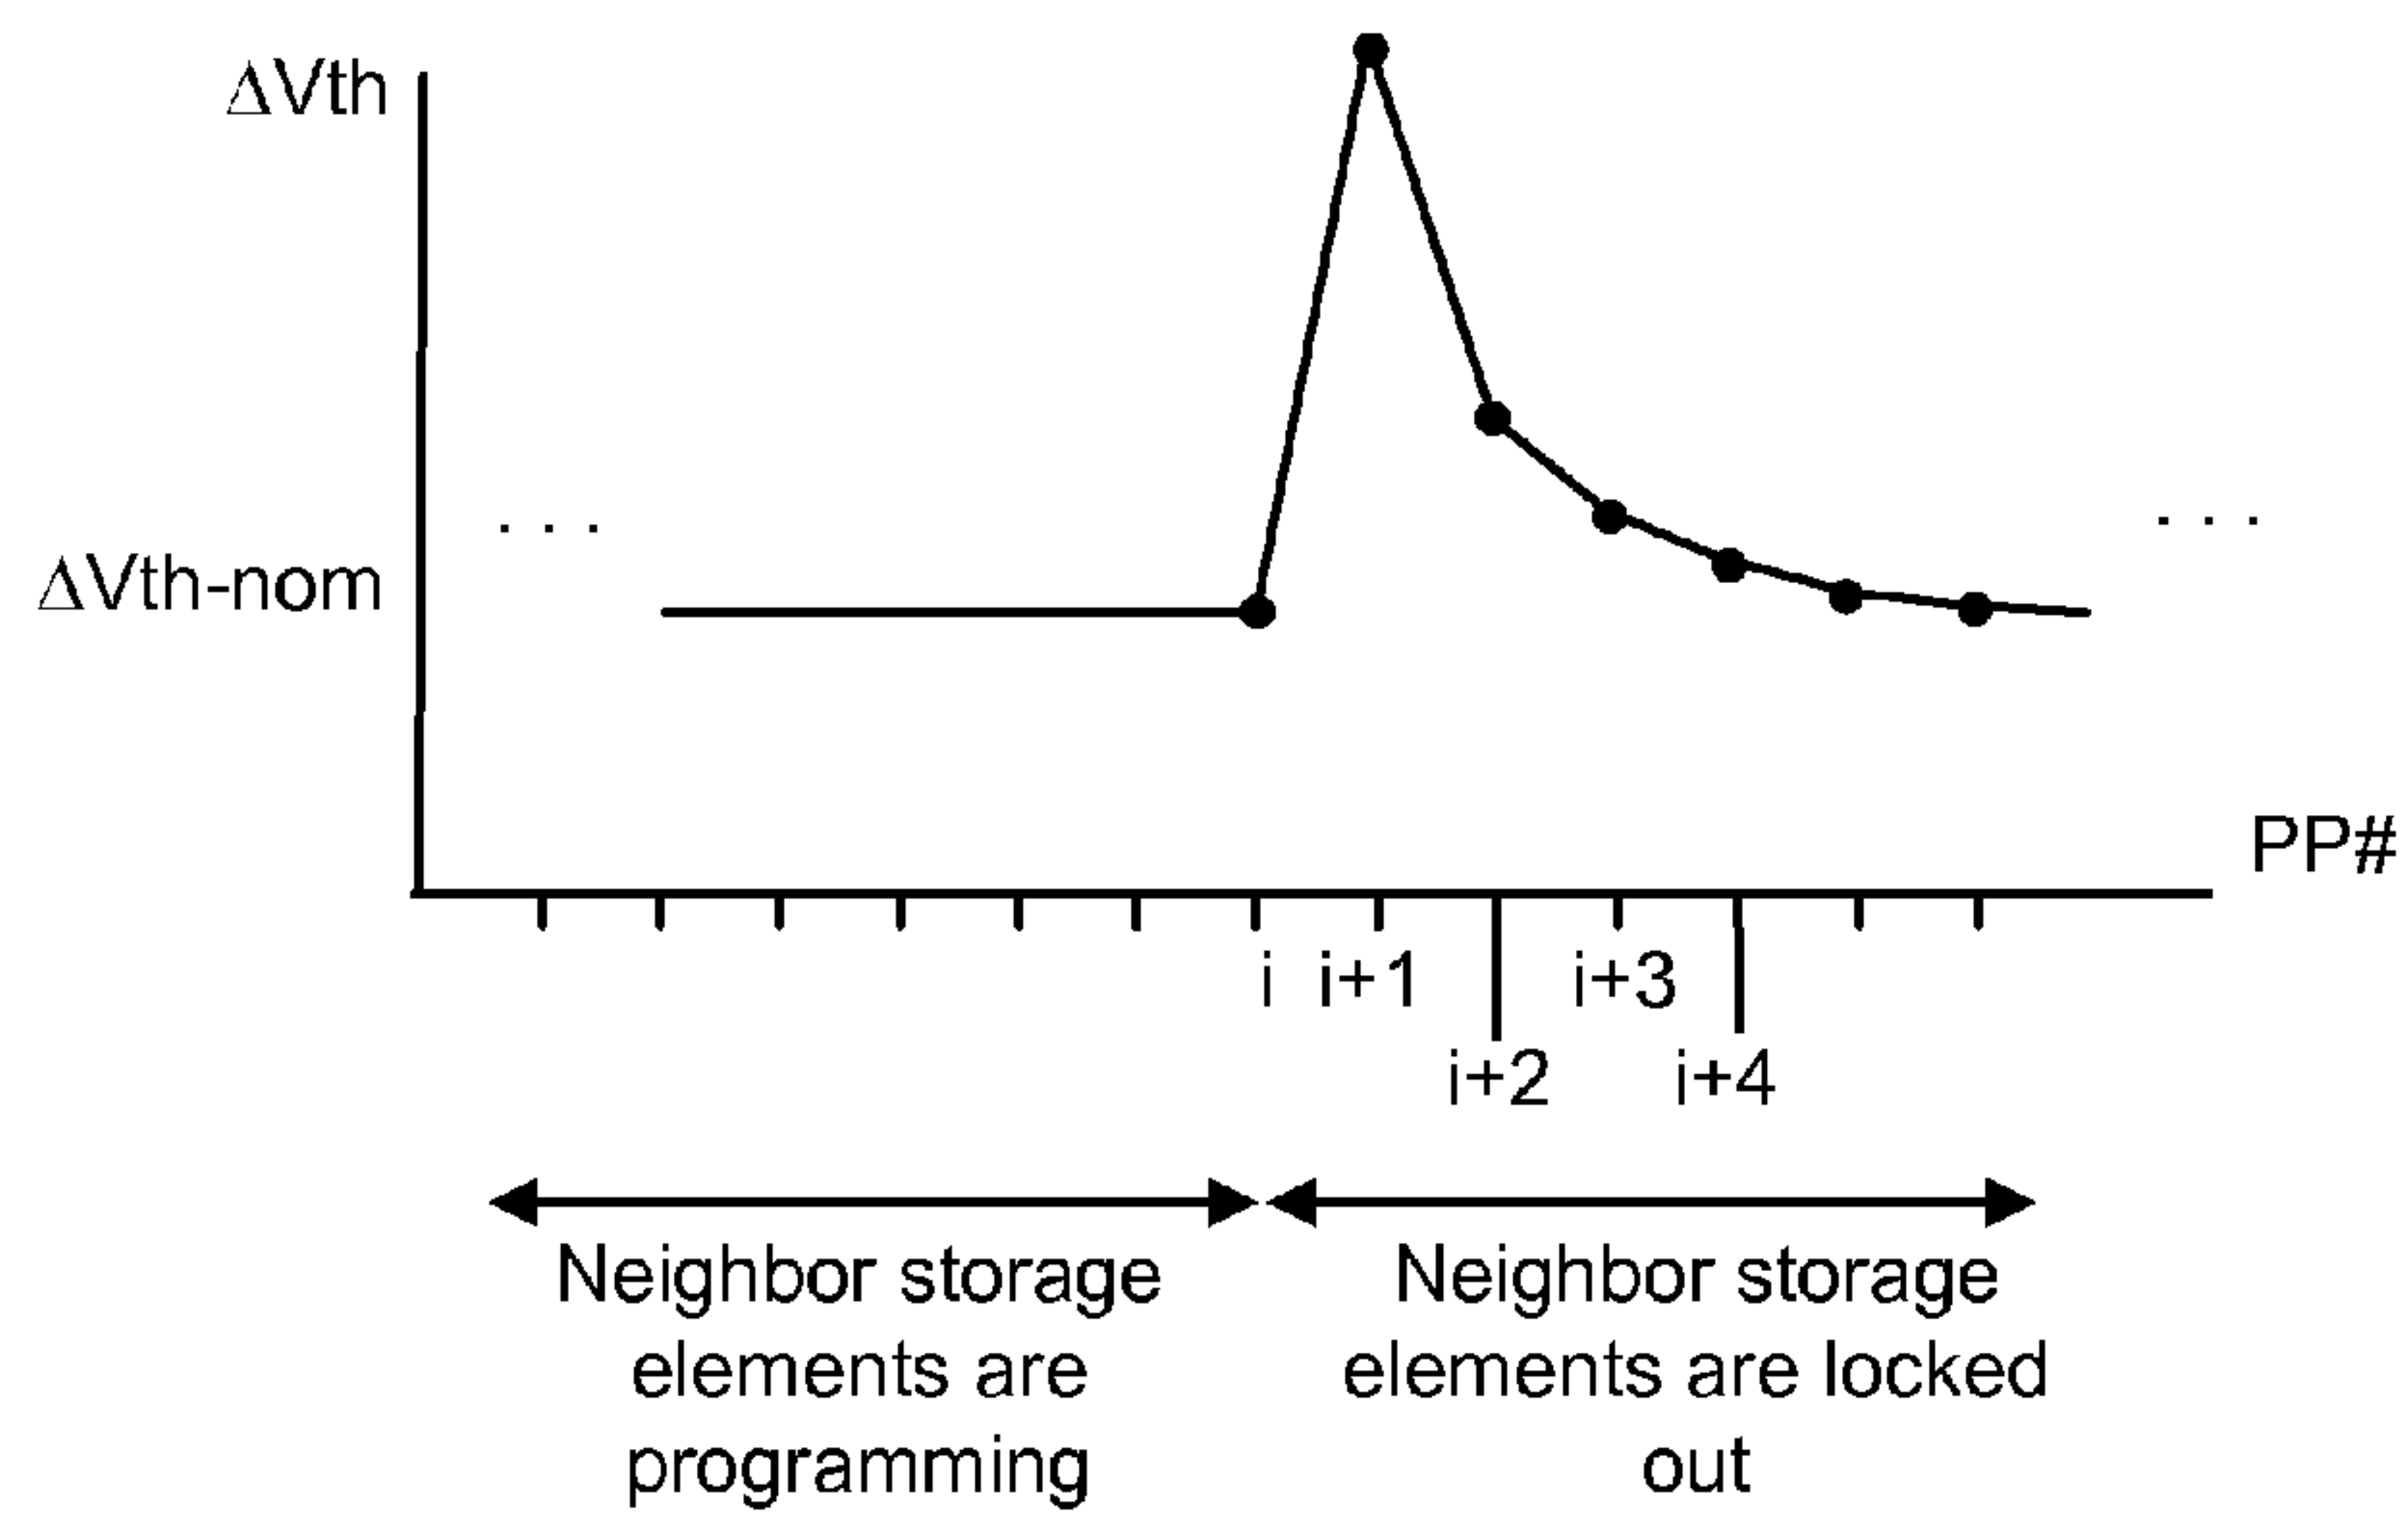 ΔVth
. . .
. . .
ΔVth-nom
PP#
i i+1 i+3
i+2 i+4
Neighbor storage
elements are
programming
Neighbor storage
elements are locked
out